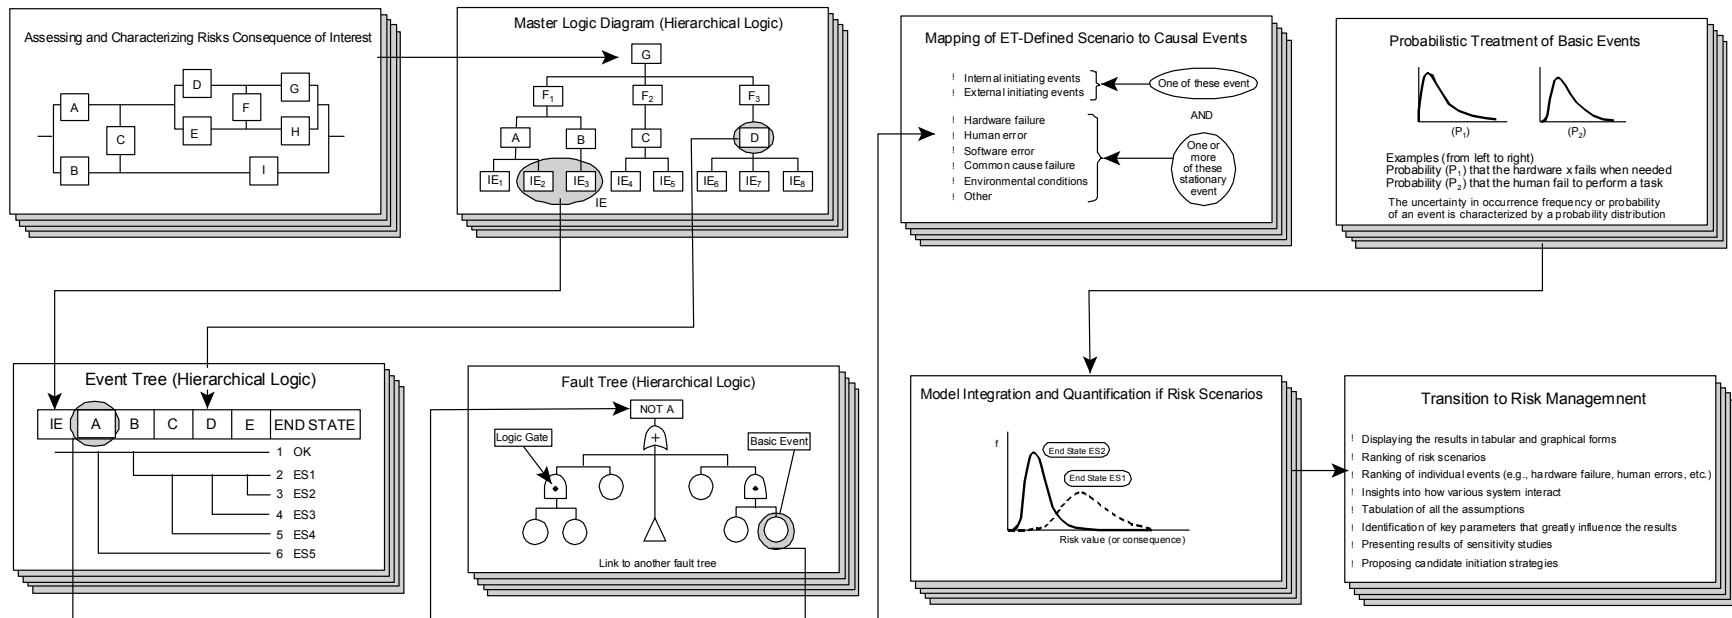 Assessing and Characterizing Risks Consequence of Interest
A
B
C
D
E
F
G
H
I
Master Logic Diagram (Hierarchical Logic)
G
F1
F2
F3
A
B
C
D
IE1
IE2
IE3
IE4
IE5
IE6
IE7
IE8
IE
Mapping of ET-Defined Scenario to Causal Events
! Internal initiating events
! External initiating events
One of these event
AND
! Hardware failure
! Human error
! Software error
! Common cause failure
! Environmental conditions
! Other
One or
more
of these
stationary
event
Probabilistic Treatment of Basic Events
(P1)
(P2)
Examples (from left to right)
Probability (P1) that the hardware x fails when needed
Probability (P2) that the human fail to perform a task
The uncertainty in occurrence frequency or probability
of an event is characterized by a probability distribution
Event Tree (Hierarchical Logic)
IE A B C D E END STATE
1 OK
2 ES1
3 ES2
4 ES3
5 ES4
6 ES5
Fault Tree (Hierarchical Logic)
NOT A
+
Logic Gate
Basic Event
Link to another fault tree
Model Integration and Quantification if Risk Scenarios
f
End State ES2
End State ES1
Risk value (or consequence)
Transition to Risk Managemnent
! Displaying the results in tabular and graphical forms
! Ranking of risk scenarios
! Ranking of individual events (e.g., hardware failure, human errors, etc.)
! Insights into how various system interact
! Tabulation of all the assumptions
! Identification of key parameters that greatly influence the results
! Presenting results of sensitivity studies
! Proposing candidate initiation strategies